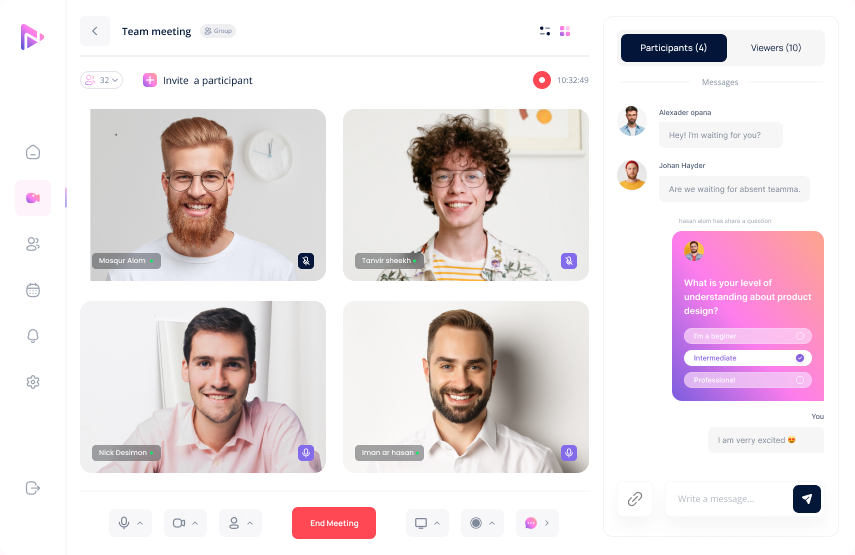 Team meeting
Group
32
Invite a participant
10:32:49
Mosqur Alom
Tanvir sheekh
Nick Desimon
Iman ar hasan
End Meeting
Participants (4)
Viewers (10)
Messages
Alexader opana
Hey! I'm waiting for you?
Johan Hayder
Are we waiting for absent teamma.
hasan alom has share a question
What is your level of
understanding about product
design?
I'm a beginer
Intermediate
Professional
You
I am verry excited 😍
Write a message...